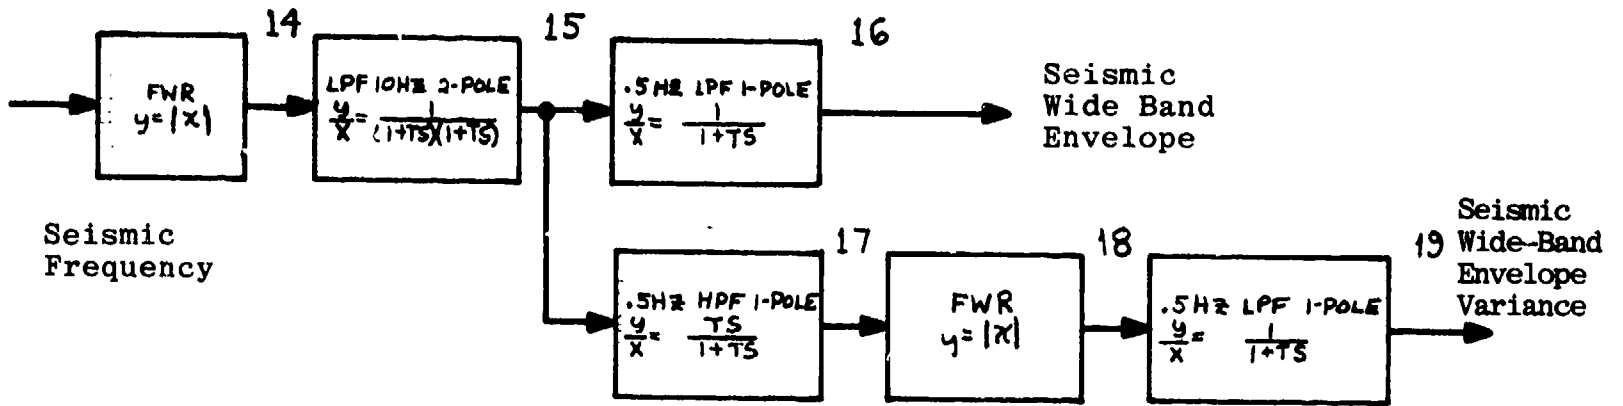 14
15
16
FWR
y=|x|
LPF 10HZ 2-POLE
y/x = 1/(1+TS)(1+TS)
.5HZ LPF 1-POLE
y/x = 1/1+TS
Seismic
Wide Band
Envelope
Seismic
Frequency
17
18
19
.5HZ HPF 1-POLE
y/x = TS/1+TS
FWR
y=|x|
.5HZ LPF 1-POLE
y/x = 1/1+TS
Seismic
Wide-Band
Envelope
Variance